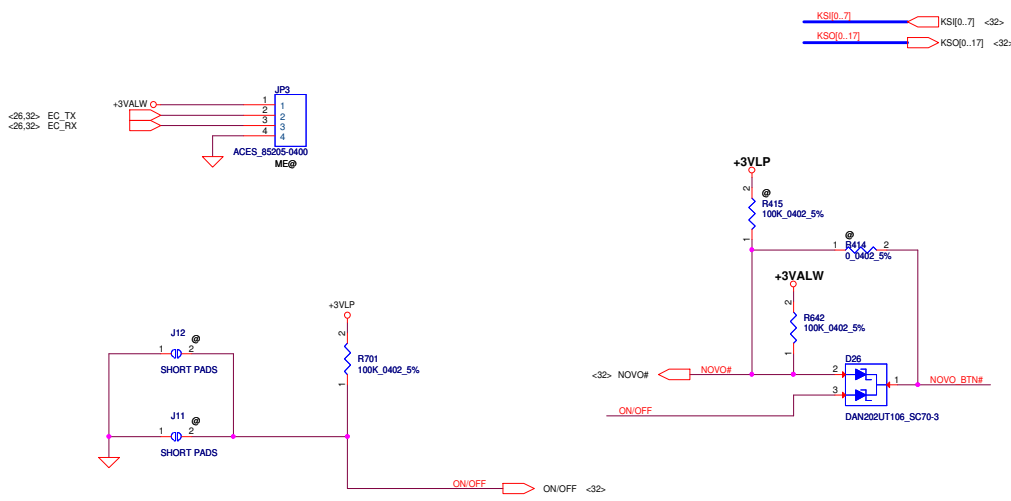 KSI[0..7]
KSI[0..7] <32>
KSO[0..17]
KSO[0..17] <32>
JP3
+3VALW
1 1
<26,32> EC_TX
2 2
<26,32> EC_RX
3 3
4 4
ACES_85205-0400
ME@
+3VLP
2
@
R415
100K_0402_5%
1
@
1 R414 2
0_0402_5%
+3VALW
2
R642
100K_0402_5%
1
+3VLP
2
R701
100K_0402_5%
1
J12
@
1 2
SHORT PADS
J11
@
1 2
SHORT PADS
D26
<32> NOVO#
NOVO#
2
1
NOVO_BTN#
3
ON/OFF
DAN202UT106_SC70-3
ON/OFF
ON/OFF <32>